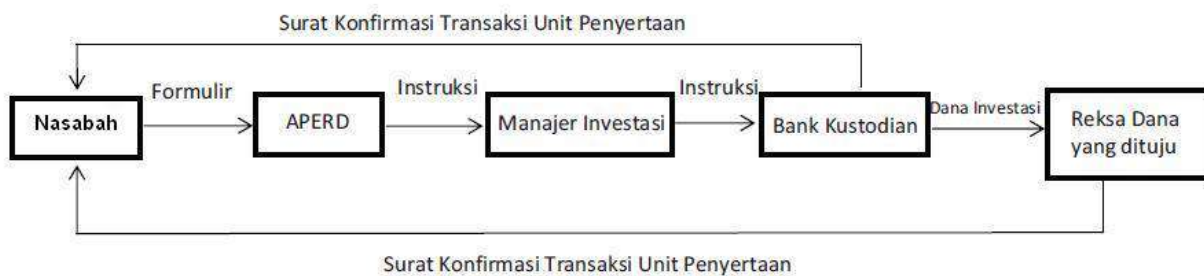 Surat Konfirmasi Transaksi Unit Penyertaan
Formulir
Instruksi
Instruksi
Dana Investasi
Nasabah
APERD
Manajer Investasi
Bank Kustodian
Reksa Dana
yang dituju
Surat Konfirmasi Transaksi Unit Penyertaan